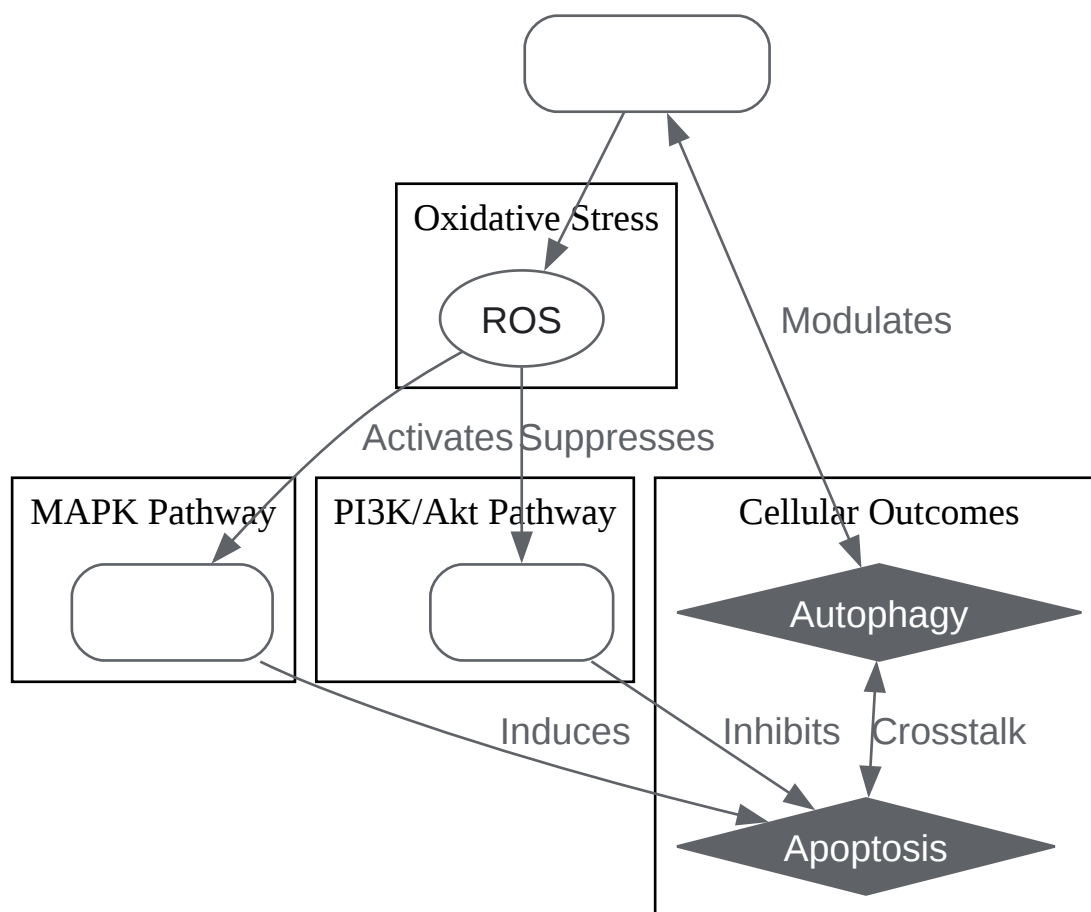 Oxidative Stress
ROS
Modulates
Activates
Suppresses
MAPK Pathway
PI3K/Akt Pathway
Cellular Outcomes
Autophagy
Induces
Inhibits
Crosstalk
Apoptosis